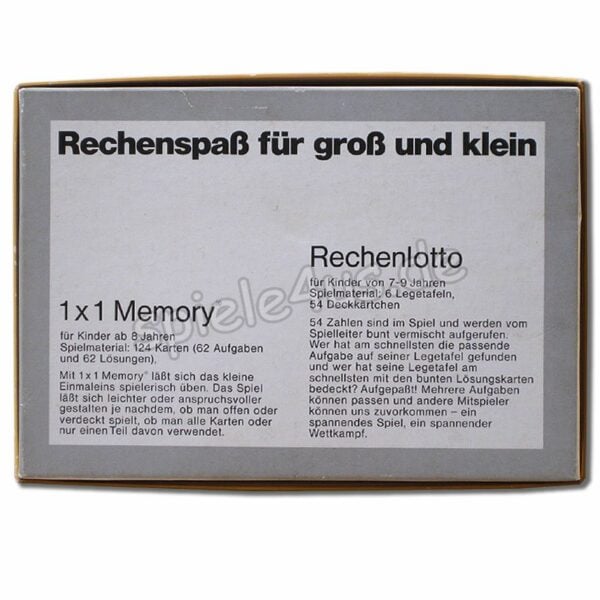 Rechenspaß für groß und klein
1x1 Memory®
für Kinder ab 8 Jahren
Spielmaterial: 124 Karten (62 Aufgaben
und 62 Lösungen),
Mit 1x1 Memory® läßt sich das kleine
Einmaleins spielerisch üben. Das Spiel
läßt sich leichter oder anspruchsvoller
gestalten je nachdem, ob man offen oder
verdeckt spielt, ob man alle Karten oder
nur einen Teil davon verwendet.
Rechenlotto
für Kinder von 7-9 Jahren
Spielmaterial: 6 Legetafeln,
54 Deckkärtchen
54 Zahlen sind im Spiel und werden vom
Spielleiter bunt vermischt aufgerufen.
Wer hat am schnellsten die passende
Aufgabe auf seiner Legetafel gefunden
und wer hat seine Legetafel am
schnellsten mit den bunten Lösungskarten
bedeckt? Aufgepaßt! Mehrere Aufgaben
können passen und andere Mitspieler
können uns zuvorkommen – ein
spannendes Spiel, ein spannender
Wettkampf.
spiele4us.de